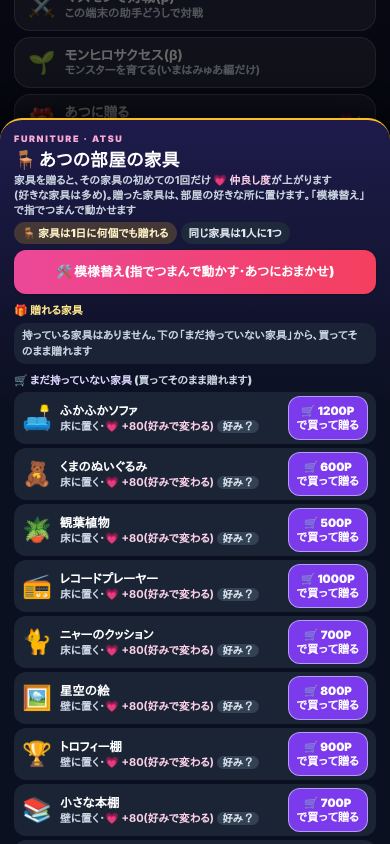 この端末の助手どうしで対戦
モンヒロサクセス(β)
モンスターを育てる(いまはみゅあ編だけ)
あつに贈る
FURNITURE · ATSU
🪑 あつの部屋の家具
家具を贈ると、その家具の初めての1回だけ 💗 仲良し度が上がります
(好きな家具は多め)。贈った家具は、部屋の好きな所に置けます。「模様替え」
で指でつまんで動かせます
🪑 家具は1日に何個でも贈れる 同じ家具は1人に1つ
🛠️ 模様替え(指でつまんで動かす·あつにおまかせ)
🎁 贈れる家具
持っている家具はありません。下の「まだ持っていない家具」から、買ってそ
のまま贈れます
🛒 まだ持っていない家具 (買ってそのまま贈れます)
ふかふかソファ
床に置く·💗 +80(好みで変わる) 好み？
🛒 1200P
で買って贈る
くまのぬいぐるみ
床に置く·💗 +80(好みで変わる) 好み？
🛒 600P
で買って贈る
観葉植物
床に置く·💗 +80(好みで変わる) 好み？
🛒 500P
で買って贈る
レコードプレーヤー
床に置く·💗 +80(好みで変わる) 好み？
🛒 1000P
で買って贈る
ニャーのクッション
床に置く·💗 +80(好みで変わる) 好み？
🛒 700P
で買って贈る
星空の絵
壁に置く·💗 +80(好みで変わる) 好み？
🛒 800P
で買って贈る
トロフィー棚
壁に置く·💗 +80(好みで変わる) 好み？
🛒 900P
で買って贈る
小さな本棚
壁に置く·💗 +80(好みで変わる) 好み？
🛒 700P
で買って贈る